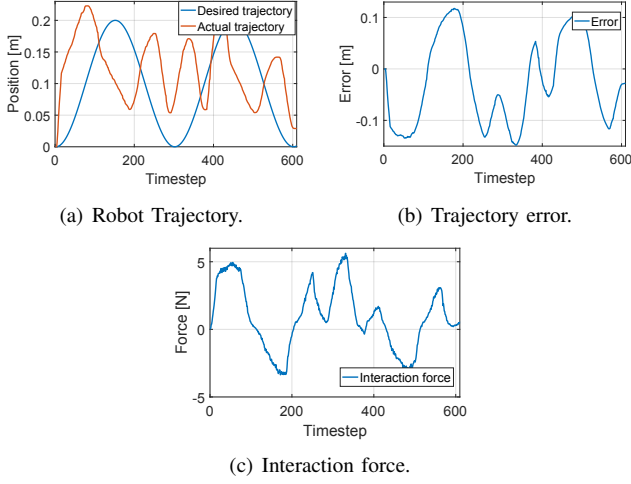 Desired trajectory
Actual trajectory
Position [m]
0.2
0.15
0.1
0.05
0
0 200 400 600
Timestep
(a) Robot Trajectory.
Error
Error [m]
0.1
0
-0.1
0 200 400 600
Timestep
(b) Trajectory error.
Force [N]
5
0
-5
Interaction force
0 200 400 600
Timestep
(c) Interaction force.